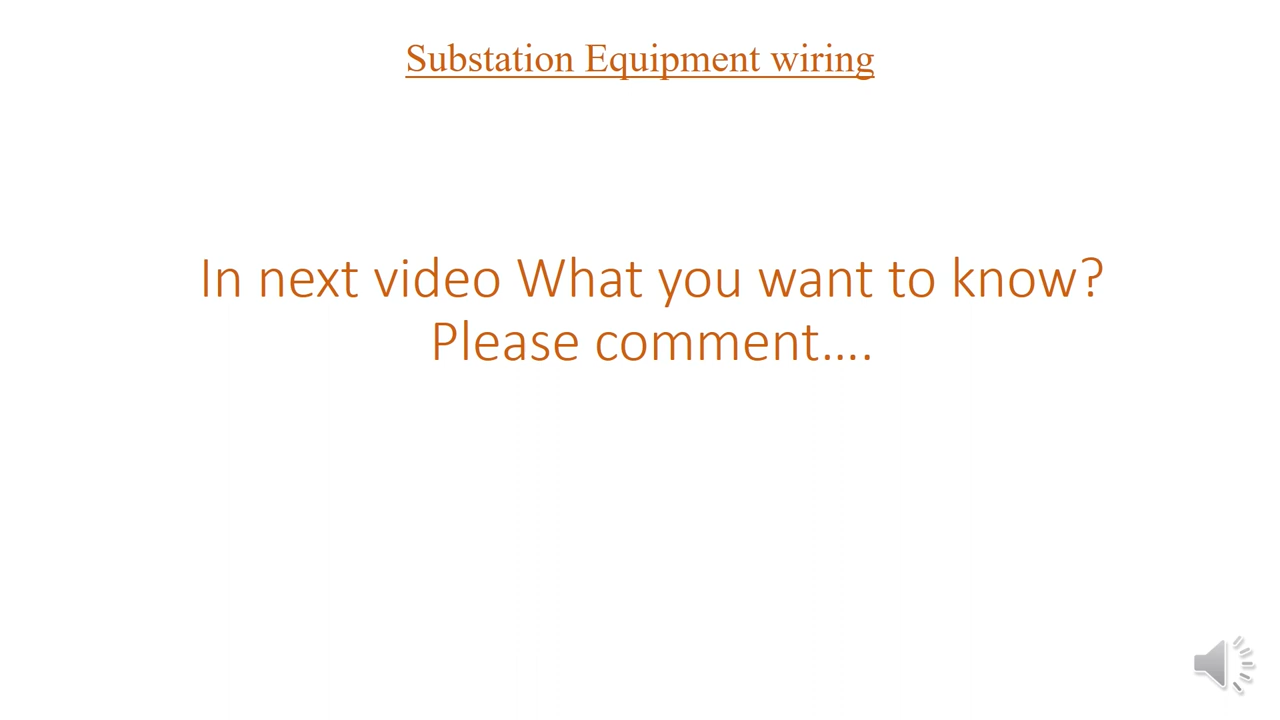 Substation Equipment wiring
In next video What you want to know?
Please comment....